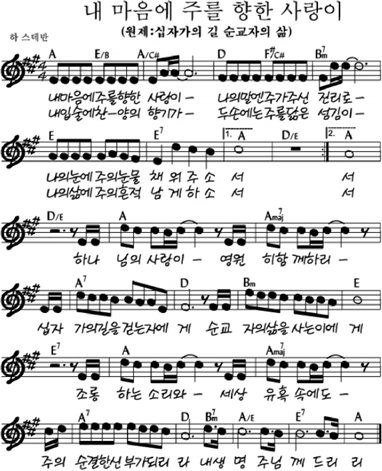 내 마음에 주를 향한 사랑이
(원제:십자가의 길 순교자의 삶)
하 스데반
A E/B A/C# D F#7/C# Bm7
내마음에주를향한 사랑이– 나의맘엔주가주신 진리로–
내입술에찬–양의 향기가– 두손에는주를닮은 섬김이–
E E7 1. A D/E 2. A
나의눈에 주의눈물 채 워 주 소 서 서
나의삶에 주의흔적 남 게 하 소 서 서
D/E A Amaj7
하나 님의 사랑이 – 영원 히함 께하리 –
A7 D Bm E
십자 가의길을 걷는자에 게 순교 자의삶을 사는이에 게
E7 A Amaj7
조롱 하는 소리와 – 세상 유혹 속에도 –
A7 D Bm7 A/E E7 A
주의 순결한신 부가되리 라 내생 명 주님 께 드리 리